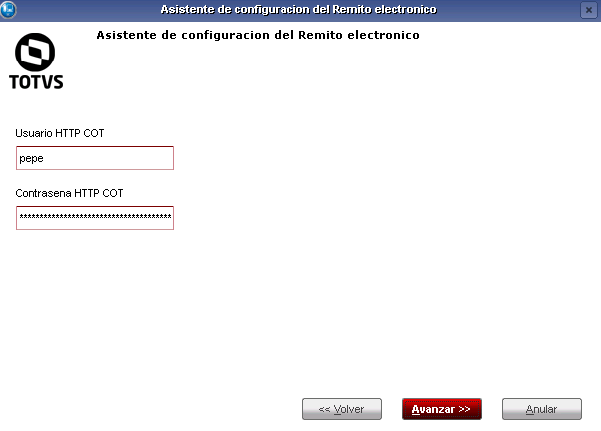 Asistente de configuracion del Remito electronico
Asistente de configuracion del Remito electronico
TOTVS
Usuario HTTP COT
pepe
Contrasena HTTP COT
**************************************
<< Volver
Avanzar >>
Anular